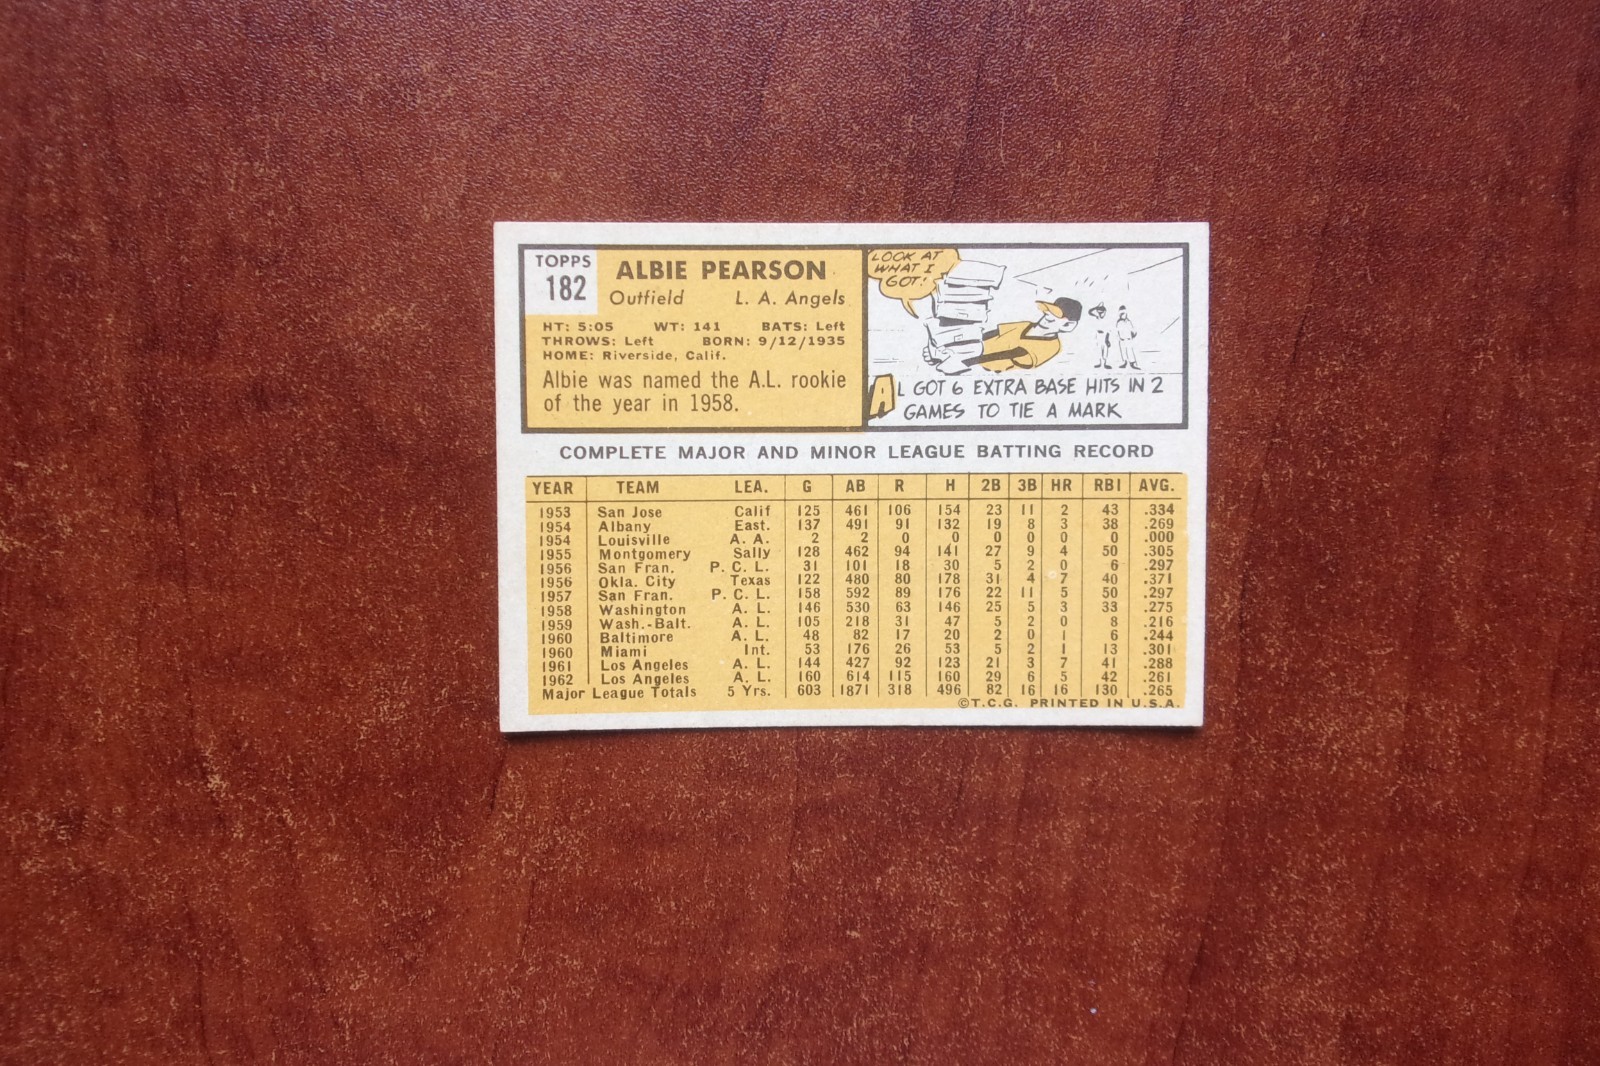 TOPPS
182
ALBIE PEARSON
Outfield L. A. Angels
HT: 5:05 WT: 141 BATS: Left
THROWS: Left BORN: 9/12/1935
HOME: Riverside, Calif.
Albie was named the A.L. rookie
of the year in 1958.
LOOK AT
WHAT I
GOT!
AL GOT 6 EXTRA BASE HITS IN 2
GAMES TO TIE A MARK
COMPLETE MAJOR AND MINOR LEAGUE BATTING RECORD
YEAR TEAM LEA. G AB R H 2B 3B HR RBI AVG.
1953 San Jose Calif 125 461 106 154 23 11 2 43 .334
1954 Albany East. 137 491 91 132 19 8 3 38 .269
1954 Louisville A. A. 2 2 0 0 0 0 0 0 .000
1955 Montgomery Sally 128 462 94 141 27 9 4 50 .305
1956 San Fran. P. C. L. 31 101 18 30 5 2 0 6 .297
1956 Okla. City Texas 122 480 80 178 31 4 7 40 .371
1957 San Fran. P. C. L. 158 592 89 176 22 11 5 50 .297
1958 Washington A. L. 146 530 63 146 25 5 3 33 .275
1959 Wash.-Balt. A. L. 105 218 31 47 5 2 0 8 .216
1960 Baltimore A. L. 48 82 17 20 2 0 1 6 .244
1960 Miami Int. 53 176 26 53 5 2 1 13 .301
1961 Los Angeles A. L. 144 427 92 123 21 3 7 41 .288
1962 Los Angeles A. L. 160 614 115 160 29 6 5 42 .261
Major League Totals 5 Yrs. 603 1871 318 496 82 16 16 130 .265
©T.C.G. PRINTED IN U.S.A.